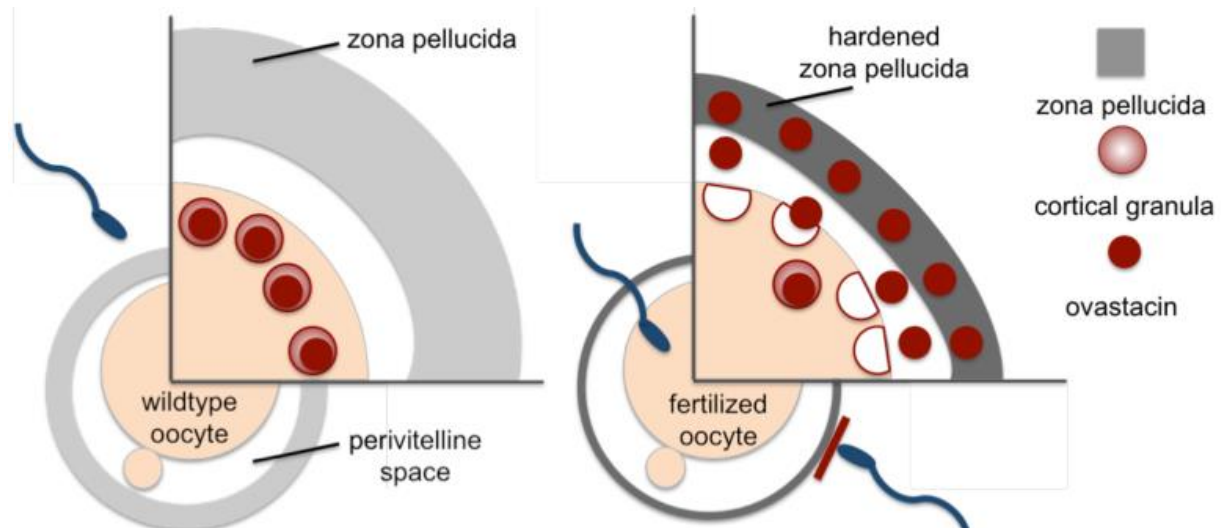 zona pellucida
wildtype
oocyte
perivitelline
space
hardened
zona pellucida
fertilized
oocyte
zona pellucida
cortical granula
ovastacin